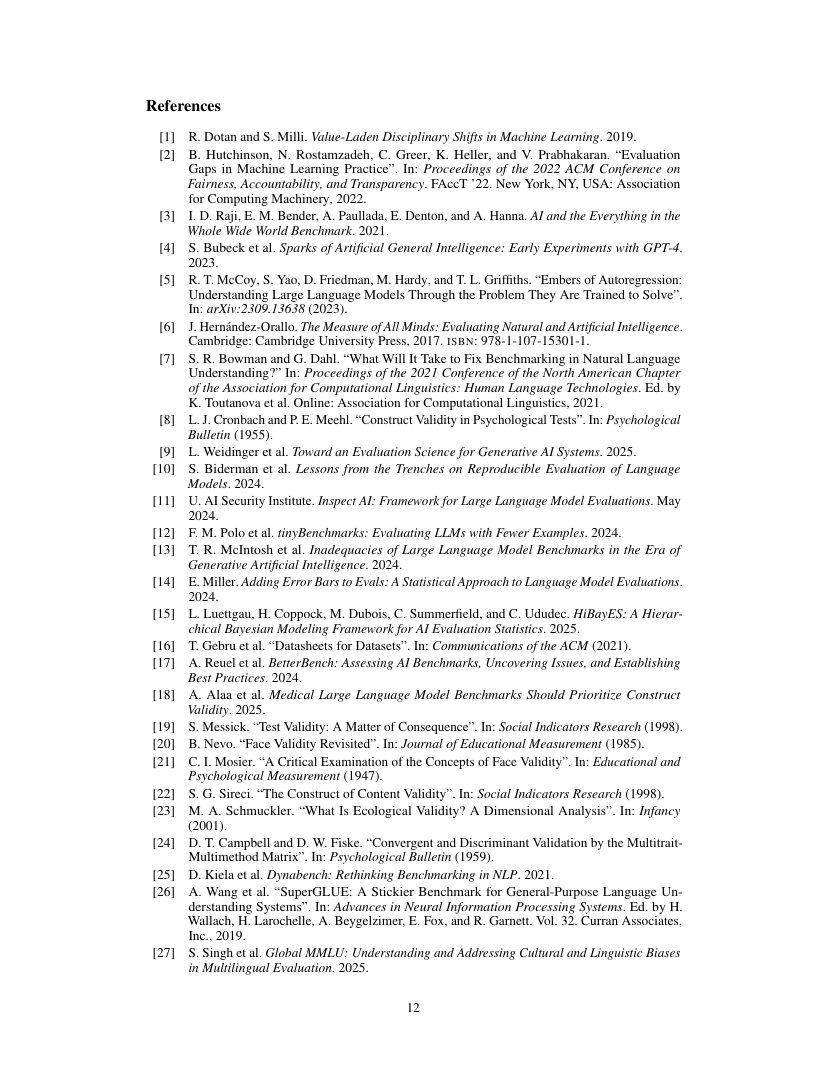 References
[1] R. Dotan and S. Milli. Value-Laden Disciplinary Shifts in Machine Learning. 2019.
[2] B. Hutchinson, N. Rostamzadeh, C. Greer, K. Heller, and V. Prabhakaran. “Evaluation
Gaps in Machine Learning Practice”. In: Proceedings of the 2022 ACM Conference on
Fairness, Accountability, and Transparency. FAccT ’22. New York, NY, USA: Association
for Computing Machinery, 2022.
[3] I. D. Raji, E. M. Bender, A. Paullada, E. Denton, and A. Hanna. AI and the Everything in the
Whole Wide World Benchmark. 2021.
[4] S. Bubeck et al. Sparks of Artificial General Intelligence: Early Experiments with GPT-4.
2023.
[5] R. T. McCoy, S. Yao, D. Friedman, M. Hardy, and T. L. Griffiths. “Embers of Autoregression:
Understanding Large Language Models Through the Problem They Are Trained to Solve”.
In: arXiv:2309.13638 (2023).
[6] J. Hernández-Orallo. The Measure of All Minds: Evaluating Natural and Artificial Intelligence.
Cambridge: Cambridge University Press, 2017. ISBN: 978-1-107-15301-1.
[7] S. R. Bowman and G. Dahl. “What Will It Take to Fix Benchmarking in Natural Language
Understanding?” In: Proceedings of the 2021 Conference of the North American Chapter
of the Association for Computational Linguistics: Human Language Technologies. Ed. by
K. Toutanova et al. Online: Association for Computational Linguistics, 2021.
[8] L. J. Cronbach and P. E. Meehl. “Construct Validity in Psychological Tests”. In: Psychological
Bulletin (1955).
[9] L. Weidinger et al. Toward an Evaluation Science for Generative AI Systems. 2025.
[10] S. Biderman et al. Lessons from the Trenches on Reproducible Evaluation of Language
Models. 2024.
[11] U. AI Security Institute. Inspect AI: Framework for Large Language Model Evaluations. May
2024.
[12] F. M. Polo et al. tinyBenchmarks: Evaluating LLMs with Fewer Examples. 2024.
[13] T. R. McIntosh et al. Inadequacies of Large Language Model Benchmarks in the Era of
Generative Artificial Intelligence. 2024.
[14] E. Miller. Adding Error Bars to Evals: A Statistical Approach to Language Model Evaluations.
2024.
[15] L. Luettgau, H. Coppock, M. Dubois, C. Summerfield, and C. Ududec. HiBayES: A Hierar-
chical Bayesian Modeling Framework for AI Evaluation Statistics. 2025.
[16] T. Gebru et al. “Datasheets for Datasets”. In: Communications of the ACM (2021).
[17] A. Reuel et al. BetterBench: Assessing AI Benchmarks, Uncovering Issues, and Establishing
Best Practices. 2024.
[18] A. Alaa et al. Medical Large Language Model Benchmarks Should Prioritize Construct
Validity. 2025.
[19] S. Messick. “Test Validity: A Matter of Consequence”. In: Social Indicators Research (1998).
[20] B. Nevo. “Face Validity Revisited”. In: Journal of Educational Measurement (1985).
[21] C. I. Mosier. “A Critical Examination of the Concepts of Face Validity”. In: Educational and
Psychological Measurement (1947).
[22] S. G. Sireci. “The Construct of Content Validity”. In: Social Indicators Research (1998).
[23] M. A. Schmuckler. “What Is Ecological Validity? A Dimensional Analysis”. In: Infancy
(2001).
[24] D. T. Campbell and D. W. Fiske. “Convergent and Discriminant Validation by the Multitrait-
Multimethod Matrix”. In: Psychological Bulletin (1959).
[25] D. Kiela et al. Dynabench: Rethinking Benchmarking in NLP. 2021.
[26] A. Wang et al. “SuperGLUE: A Stickier Benchmark for General-Purpose Language Un-
derstanding Systems”. In: Advances in Neural Information Processing Systems. Ed. by H.
Wallach, H. Larochelle, A. Beygelzimer, E. Fox, and R. Garnett. Vol. 32. Curran Associates,
Inc., 2019.
[27] S. Singh et al. Global MMLU: Understanding and Addressing Cultural and Linguistic Biases
in Multilingual Evaluation. 2025.
12